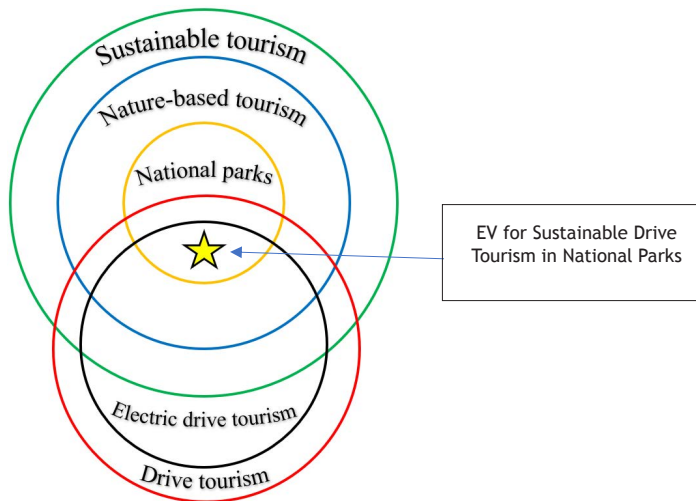 Sustainable tourism
Nature-based tourism
National parks
EV for Sustainable Drive
Tourism in National Parks
Electric drive tourism
Drive tourism